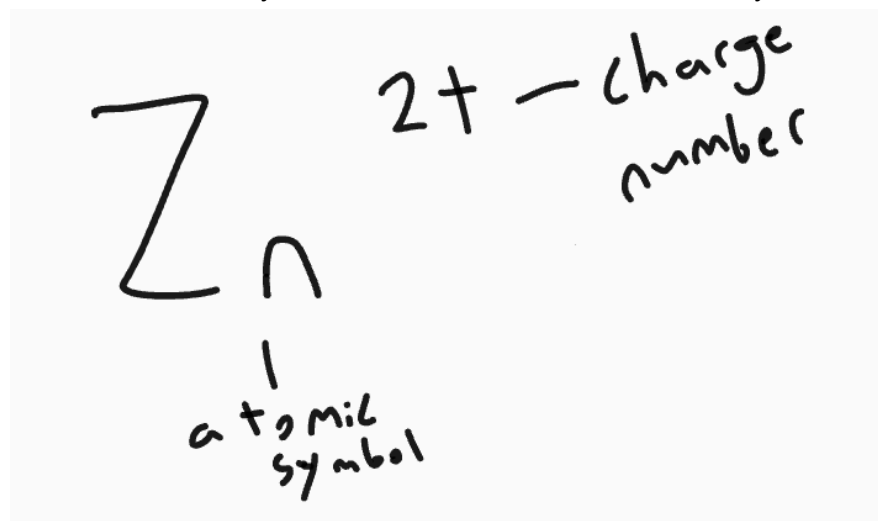 Zn 2+ — charge
number
atomic
symbol